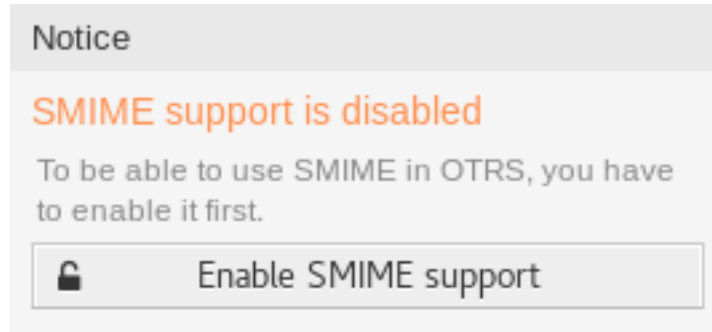 Notice
SMIME support is disabled
To be able to use SMIME in OTRS, you have
to enable it first.
Enable SMIME support